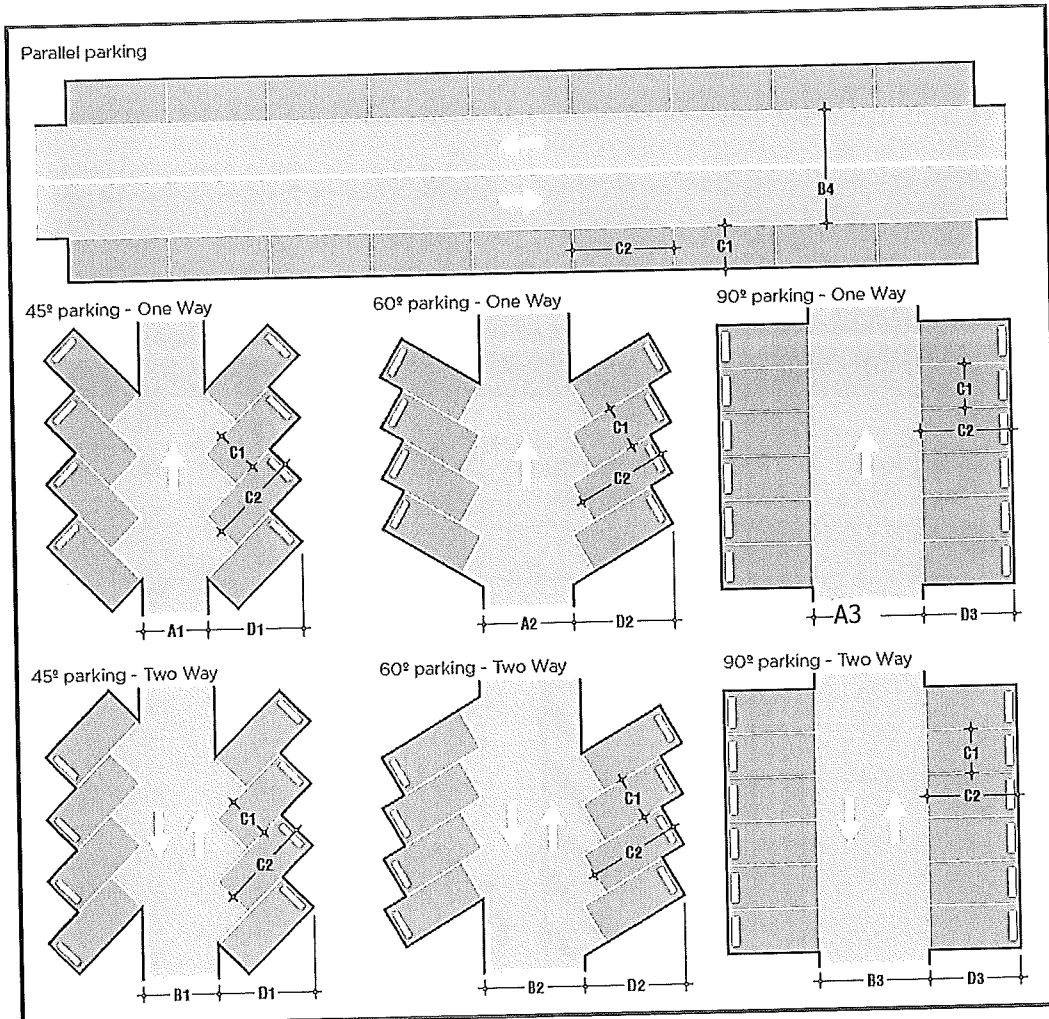 Parallel parking
B4
C2
C1
45º parking - One Way
60º parking - One Way
90º parking - One Way
C1
C2
C1
C2
C1
C2
A1
D1
A2
D2
A3
D3
45º parking - Two Way
60º parking - Two Way
90º parking - Two Way
C1
C2
C1
C2
C1
C2
B1
D1
B2
D2
B3
D3